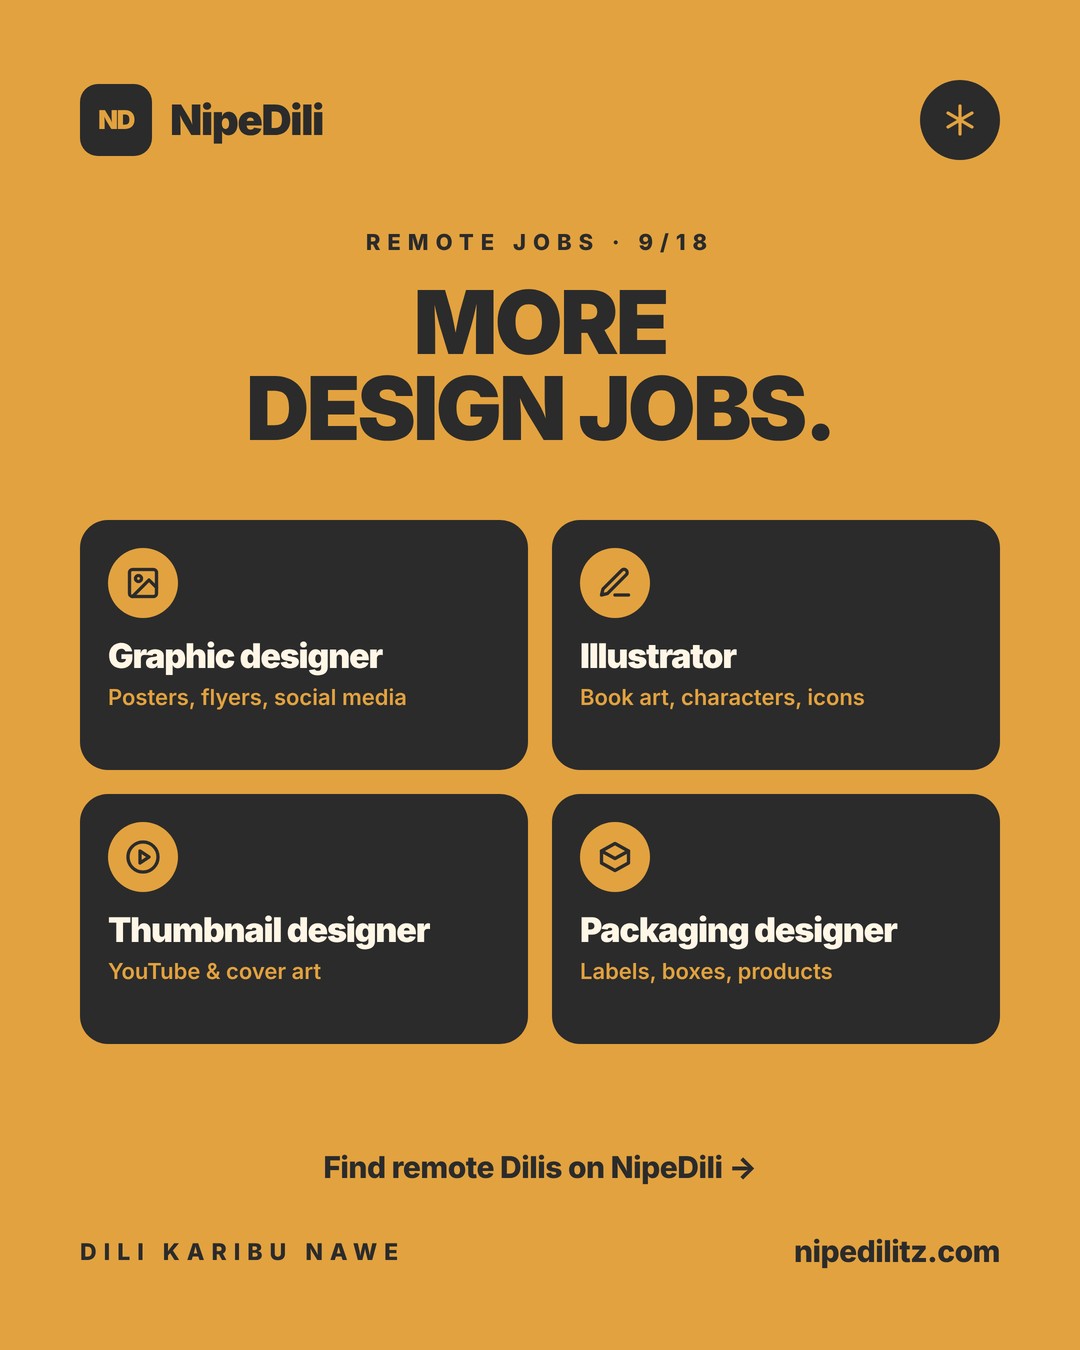 ND NipeDili
REMOTE JOBS · 9/18
MORE
DESIGN JOBS.
Graphic designer
Posters, flyers, social media
Illustrator
Book art, characters, icons
Thumbnail designer
YouTube & cover art
Packaging designer
Labels, boxes, products
Find remote Dilis on NipeDili →
DILI KARIBU NAWE
nipedilitz.com